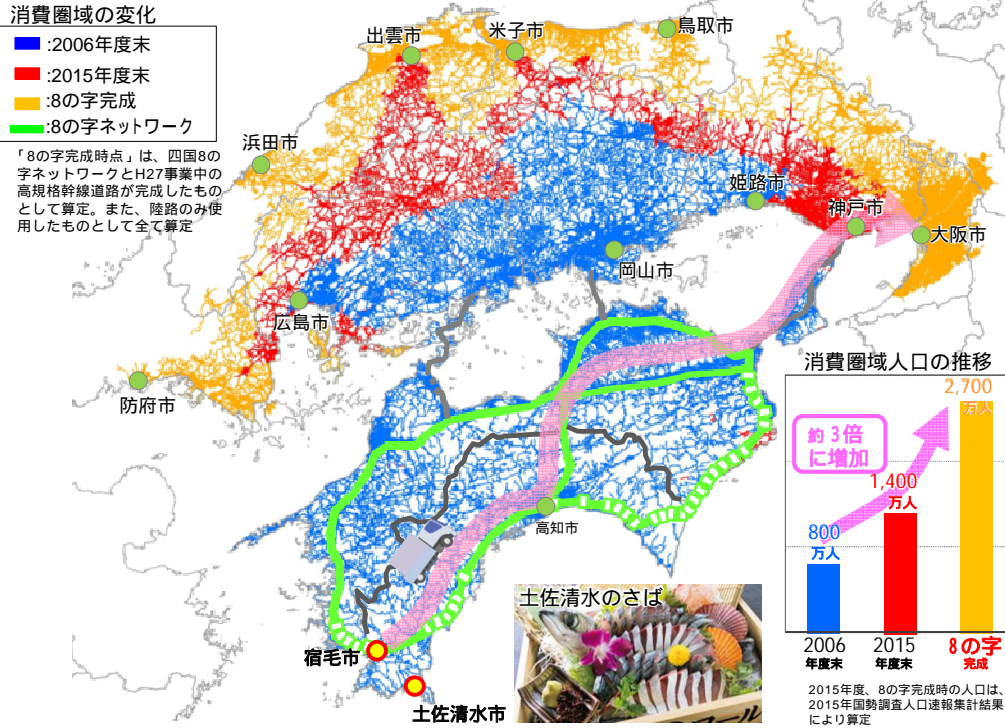 消費圏域の変化
:2006年度末
:2015年度末
:8の字完成
:8の字ネットワーク
「8の字完成時点」は、四国8の
字ネットワークとH27事業中の
高規格幹線道路が完成したもの
として算定。また、陸路のみ使
用したものとして全て算定
出雲市
米子市
鳥取市
浜田市
姫路市
神戸市
大阪市
岡山市
広島市
防府市
高知市
宿毛市
土佐清水市
土佐清水のさば
消費圏域人口の推移
2,700
万人
約3倍
に増加
1,400
万人
800
万人
2006
年度末
2015
年度末
8の字
完成
2015年度、8の字完成時の人口は、
2015年国勢調査人口速報集計結果
により算定